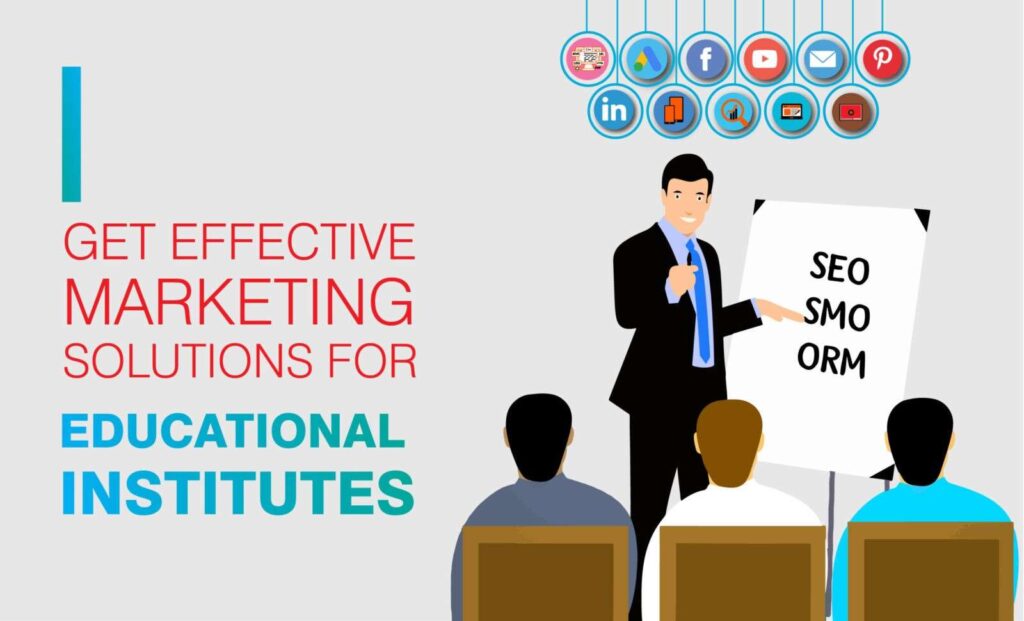 GET EFFECTIVE
MARKETING
SOLUTIONS FOR
EDUCATIONAL
INSTITUTES
SEO
SMO
ORM
in
f